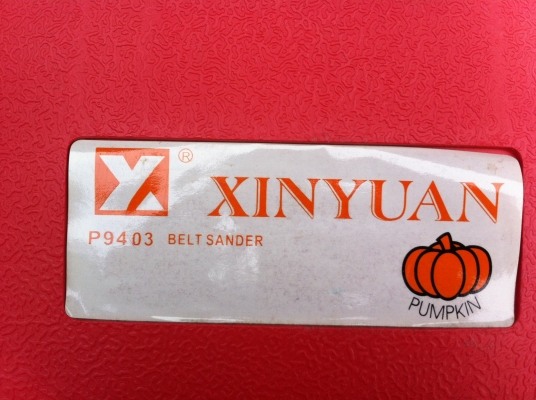 Y ®
XINYUAN
P9403 BELT SANDER
PUMPKIN